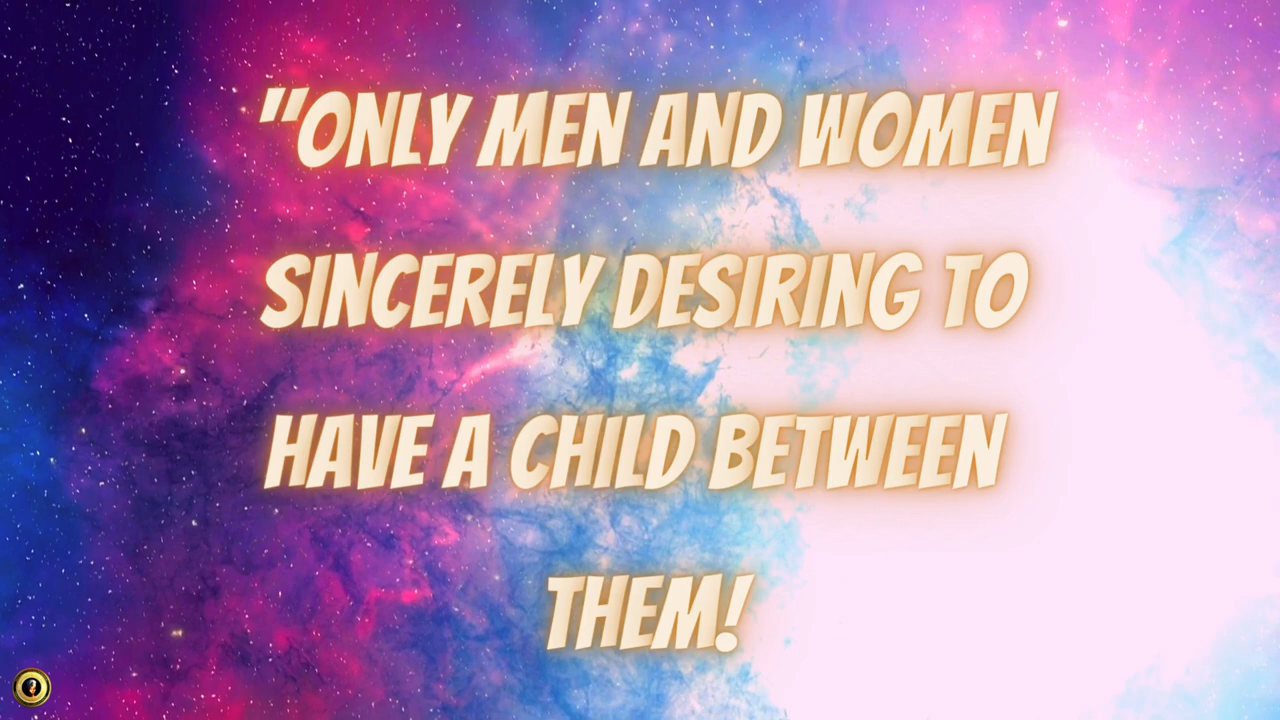 "ONLY MEN AND WOMEN
SINCERELY DESIRING TO
HAVE A CHILD BETWEEN
THEM!